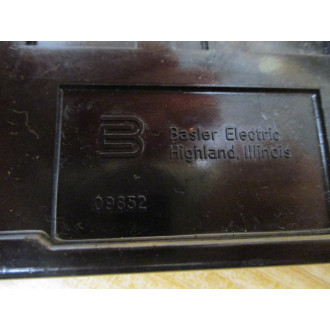 B
Basler Electric
Highland, Illinois
09852